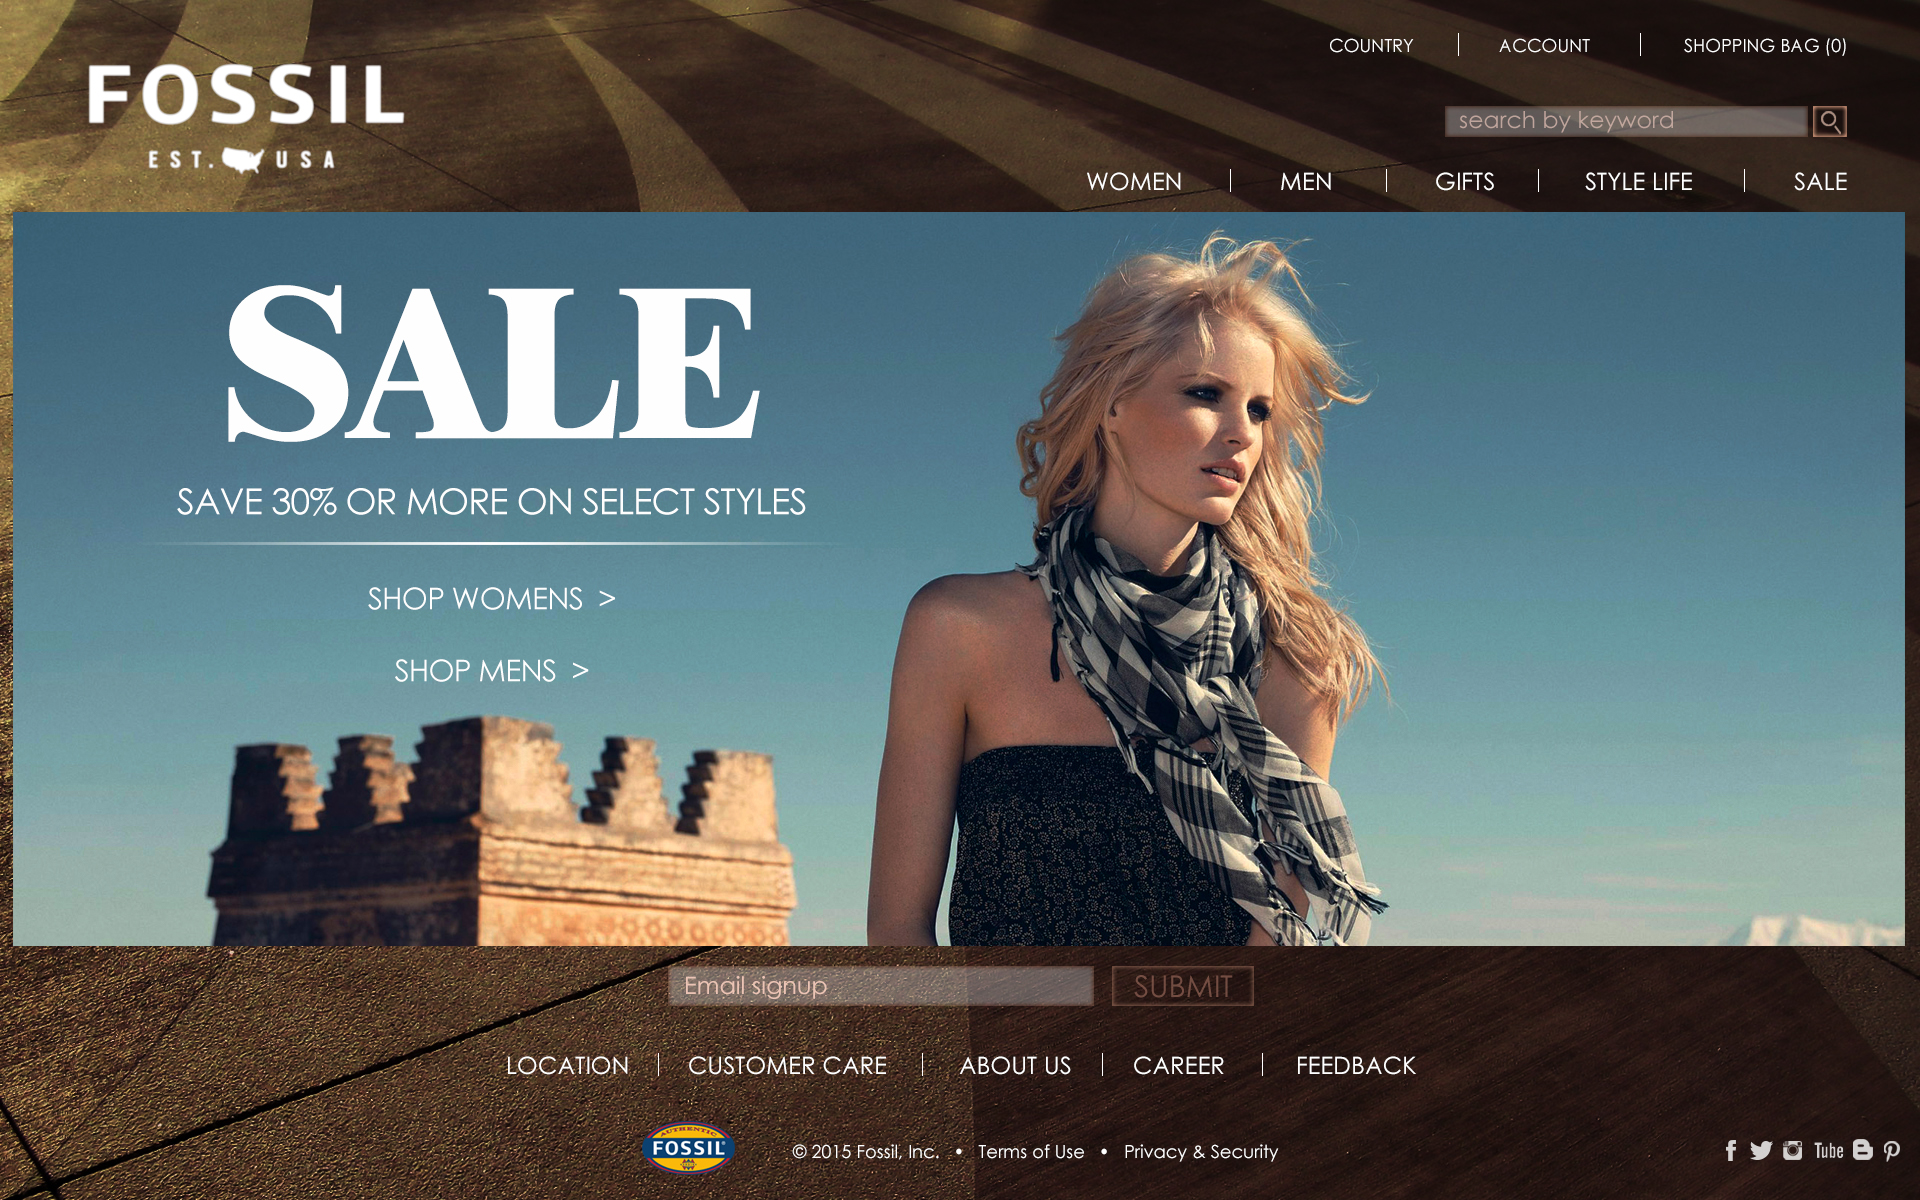 COUNTRY | ACCOUNT | SHOPPING BAG (0)
FOSSIL
EST. USA
search by keyword
WOMEN | MEN | GIFTS | STYLE LIFE | SALE
SALE
SAVE 30% OR MORE ON SELECT STYLES
SHOP WOMENS >
SHOP MENS >
Email signup SUBMIT
LOCATION | CUSTOMER CARE | ABOUT US | CAREER | FEEDBACK
AUTHENTIC
FOSSIL
© 2015 Fossil, Inc. • Terms of Use • Privacy & Security
Tube